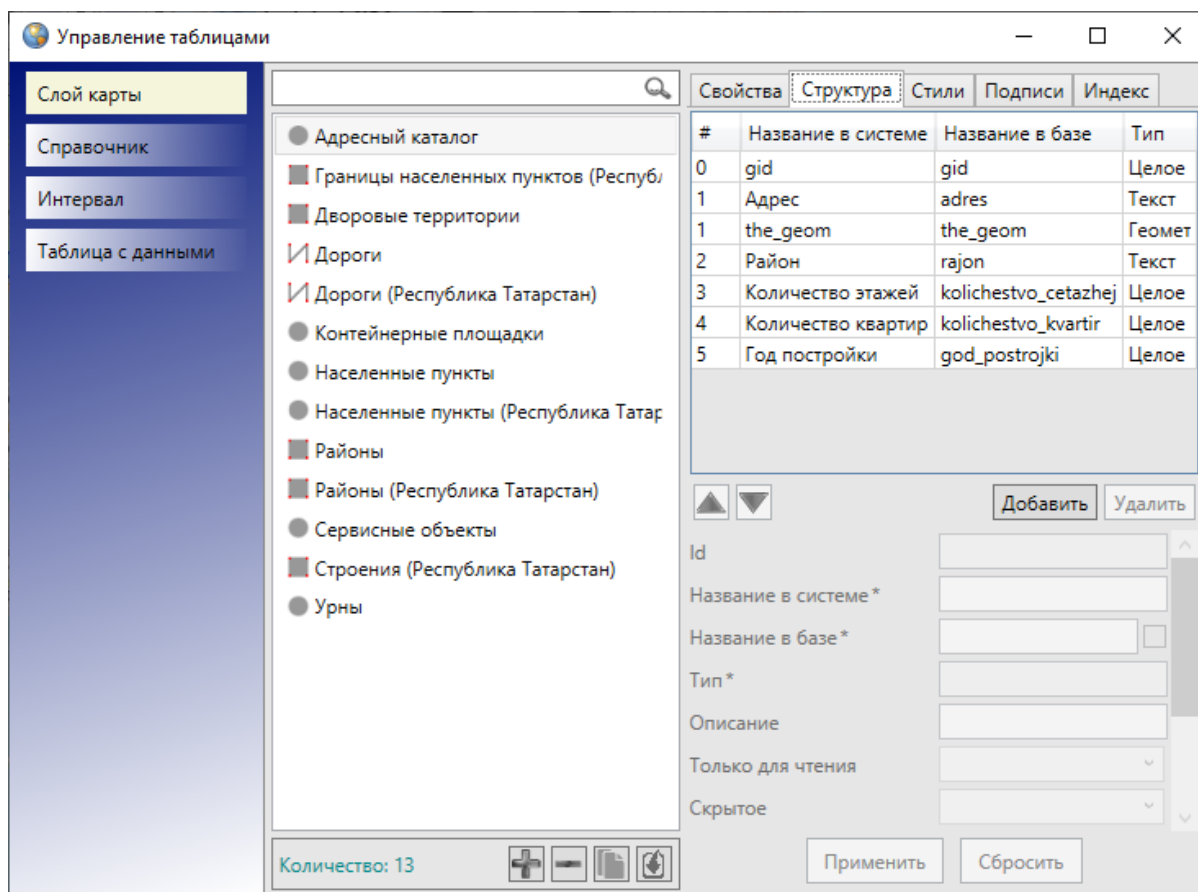 Управление таблицами
Слой карты
Справочник
Интервал
Таблица с данными
Адресный каталог
Границы населенных пунктов (Республ
Дворовые территории
Дороги
Дороги (Республика Татарстан)
Контейнерные площадки
Населенные пункты
Населенные пункты (Республика Татар
Районы
Районы (Республика Татарстан)
Сервисные объекты
Строения (Республика Татарстан)
Урны
Количество: 13
Свойства Структура Стили Подписи Индекс
# Название в системе Название в базе Тип
0 gid gid Целое
1 Адрес adres Текст
1 the_geom the_geom Геомет
2 Район rajon Текст
3 Количество этажей kolichestvo_cetazhej Целое
4 Количество квартир kolichestvo_kvartir Целое
5 Год постройки god_postrojki Целое
Добавить Удалить
Id
Название в системе*
Название в базе*
Тип*
Описание
Только для чтения
Скрытое
Применить Сбросить